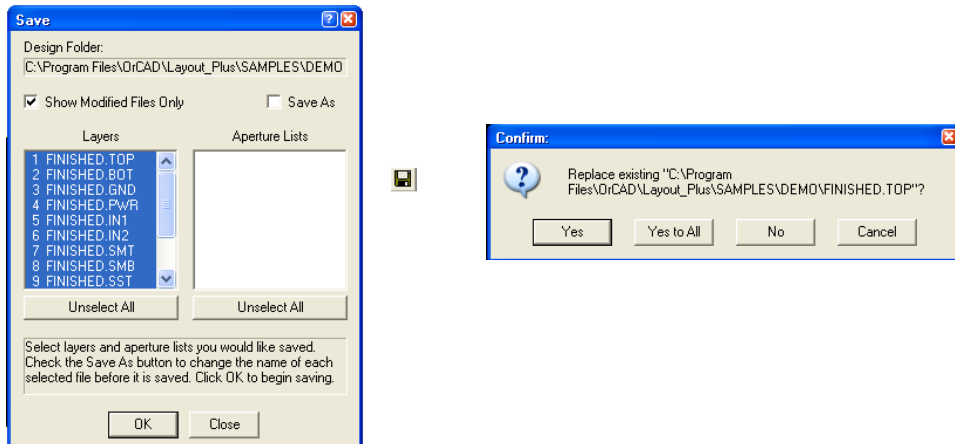 Save
Design Folder:
C:\Program Files\OrCAD\Layout_Plus\SAMPLES\DEMO
Show Modified Files Only
Save As
Layers
Aperture Lists
1 FINISHED.TOP
2 FINISHED.BOT
3 FINISHED.GND
4 FINISHED.PWR
5 FINISHED.IN1
6 FINISHED.IN2
7 FINISHED.SMT
8 FINISHED.SMB
9 FINISHED.SST
Unselect All
Unselect All
Select layers and aperture lists you would like saved.
Check the Save As button to change the name of each
selected file before it is saved. Click OK to begin saving.
OK
Close
Confirm:
Replace existing "C:\Program
Files\OrCAD\Layout_Plus\SAMPLES\DEMO\FINISHED.TOP"?
Yes
Yes to All
No
Cancel